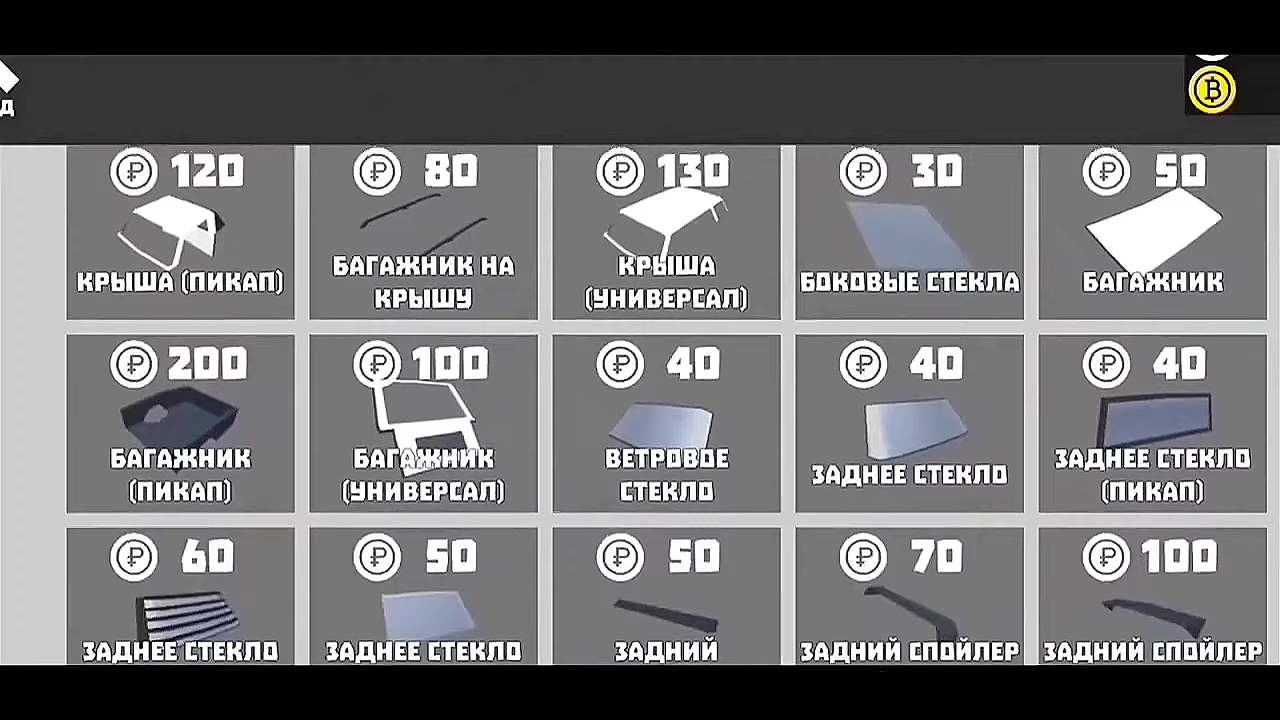 Д
120 80 130 30 50
КРЫША (ПИКАП)
БАГАЖНИК НА
КРЫШУ
КРЫША
(УНИВЕРСАЛ)
БОКОВЫЕ СТЕКЛА
БАГАЖНИК
200 100 40 40 40
БАГАЖНИК
(ПИКАП)
БАГАЖНИК
(УНИВЕРСАЛ)
ВЕТРОВОЕ
СТЕКЛО
ЗАДНЕЕ СТЕКЛО
ЗАДНЕЕ СТЕКЛО
(ПИКАП)
60 50 50 70 100
ЗАДНЕЕ СТЕКЛО
ЗАДНЕЕ СТЕКЛО
ЗАДНИЙ
ЗАДНИЙ СПОЙЛЕР
ЗАДНИЙ СПОЙЛЕР